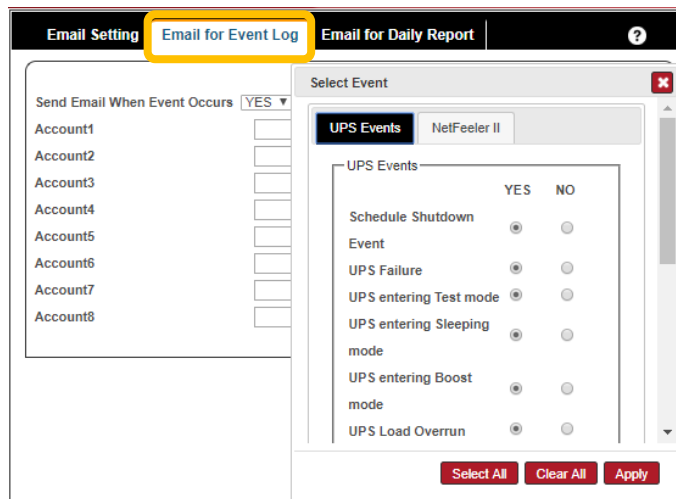 Email Setting Email for Event Log Email for Daily Report ?
Select Event
Send Email When Event Occurs YES
Account1
Account2
Account3
Account4
Account5
Account6
Account7
Account8
UPS Events NetFeeler II
UPS Events
YES NO
Schedule Shutdown
Event
UPS Failure
UPS entering Test mode
UPS entering Sleeping
mode
UPS entering Boost
mode
UPS Load Overrun
Select All Clear All Apply